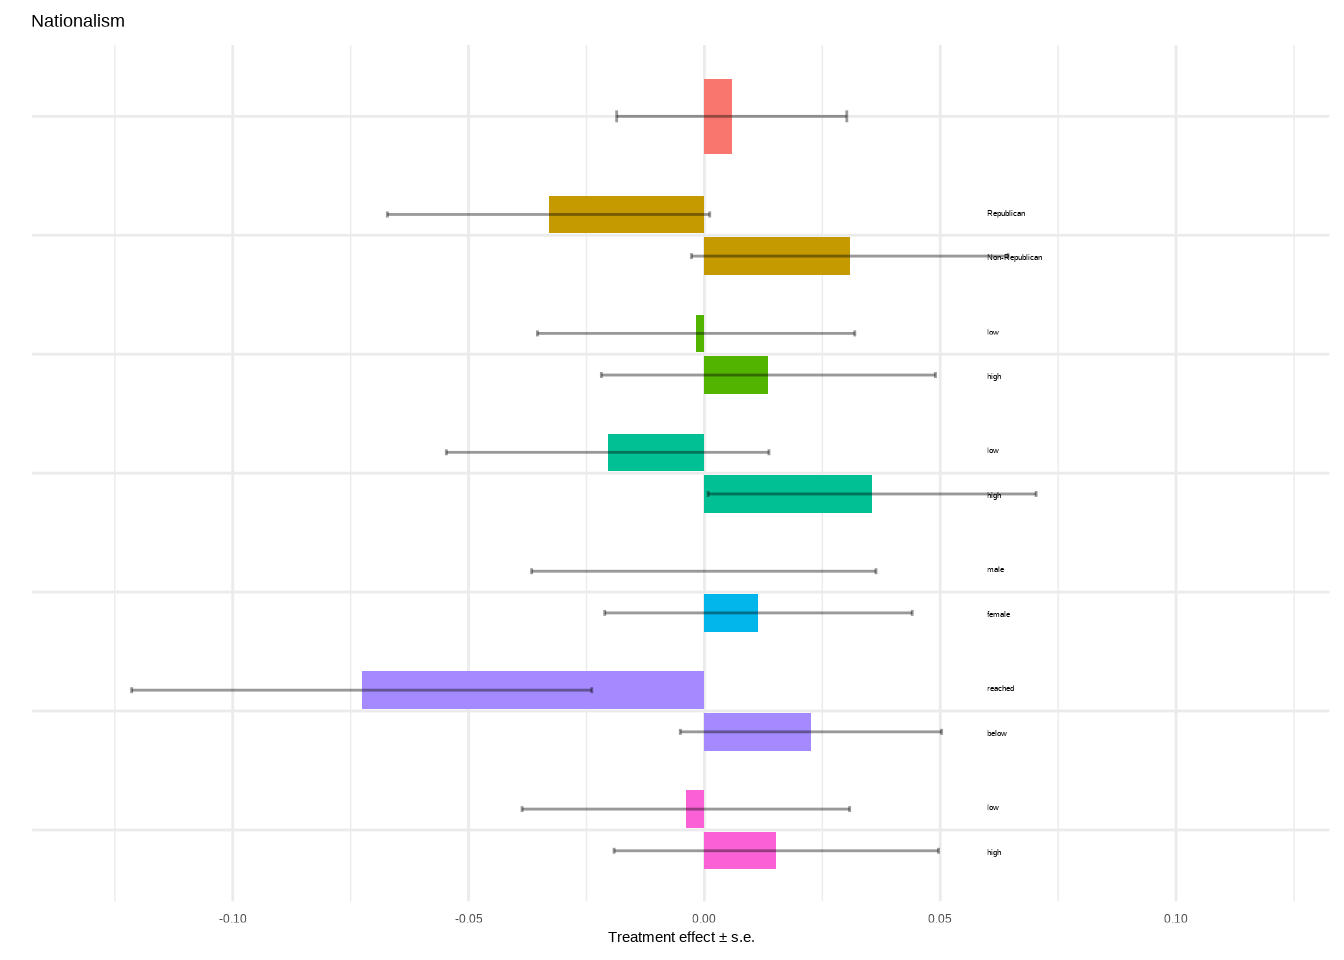 Nationalism
Republican
Non-Republican
low
high
low
high
male
female
reached
below
low
high
-0.10 -0.05 0.00 0.05 0.10
Treatment effect ± s.e.